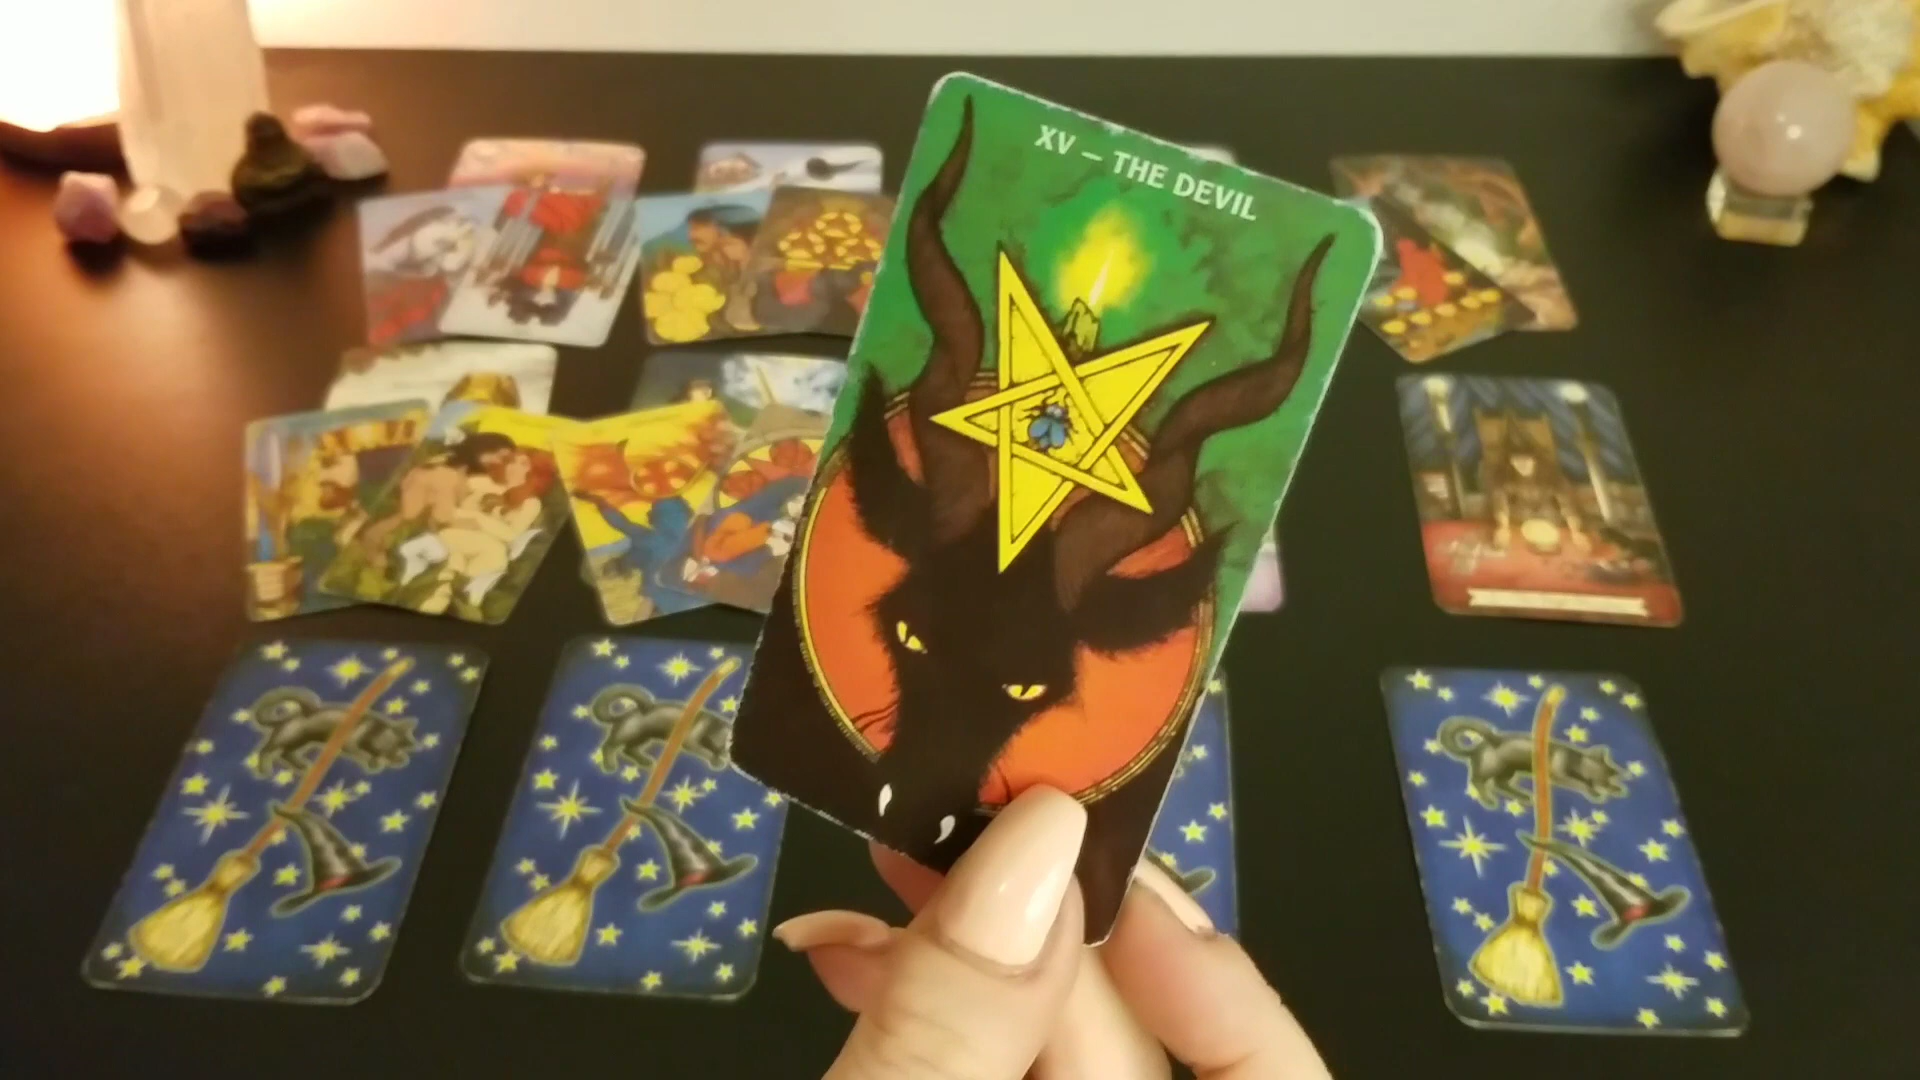 XV – THE DEVIL